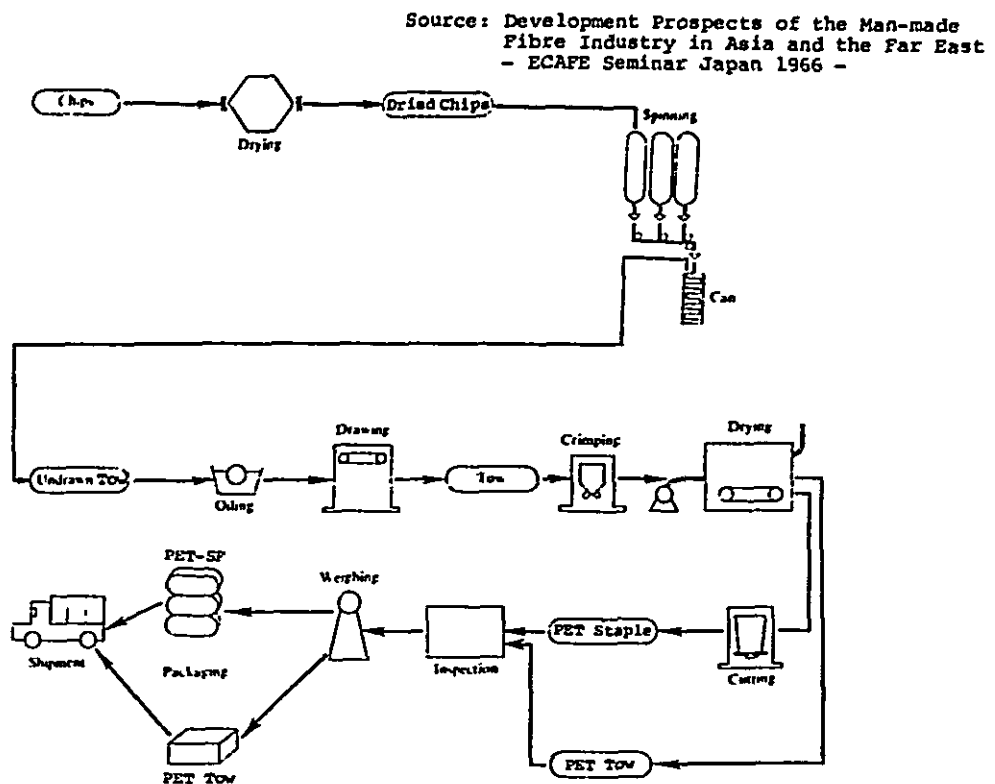 Source: Development Prospects of the Man-made
Fibre Industry in Asia and the Far East
- ECAFE Seminar Japan 1966 -
Chips
Drying
Dried Chips
Spinning
Can
Undrawn Tow
Oiling
Drawing
Tow
Crimping
Drying
PET-SF
Weighing
Shipment
Packaging
Inspection
PET Staple
Cutting
PET Tow
PET Tow